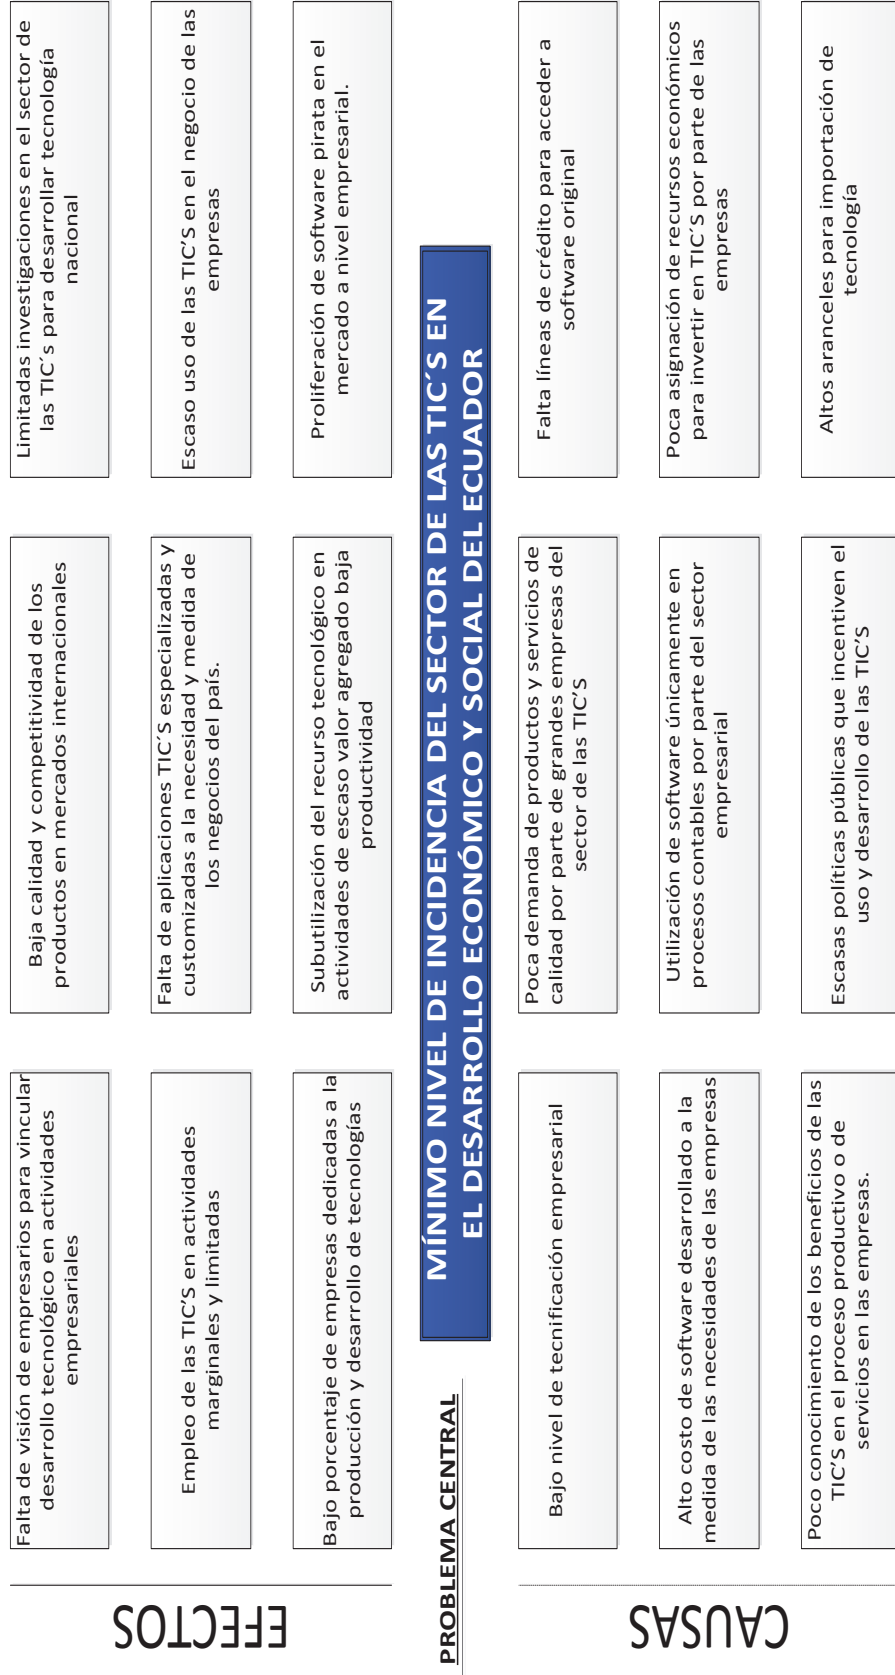 EFECTOS
Falta de visión de empresarios para vincular
desarrollo tecnológico en actividades
empresariales
Baja calidad y competitividad de los
productos en mercados internacionales
Limitadas investigaciones en el sector de
las TIC´s para desarrollar tecnología
nacional
Empleo de las TIC’S en actividades
marginales y limitadas
Falta de aplicaciones TIC´S especializadas y
customizadas a la necesidad y medida de
los negocios del país.
Escaso uso de las TIC’S en el negocio de las
empresas
Bajo porcentaje de empresas dedicadas a la
producción y desarrollo de tecnologías
Subutilización del recurso tecnológico en
actividades de escaso valor agregado baja
productividad
Proliferación de software pirata en el
mercado a nivel empresarial.
PROBLEMA CENTRAL
MÍNIMO NIVEL DE INCIDENCIA DEL SECTOR DE LAS TIC´S EN
EL DESARROLLO ECONÓMICO Y SOCIAL DEL ECUADOR
CAUSAS
Bajo nivel de tecnificación empresarial
Poca demanda de productos y servicios de
calidad por parte de grandes empresas del
sector de las TIC’S
Falta líneas de crédito para acceder a
software original
Alto costo de software desarrollado a la
medida de las necesidades de las empresas
Utilización de software únicamente en
procesos contables por parte del sector
empresarial
Poca asignación de recursos económicos
para invertir en TIC´S por parte de las
empresas
Poco conocimiento de los beneficios de las
TIC’S en el proceso productivo o de
servicios en las empresas.
Escasas políticas públicas que incentiven el
uso y desarrollo de las TIC’S
Altos aranceles para importación de
tecnología